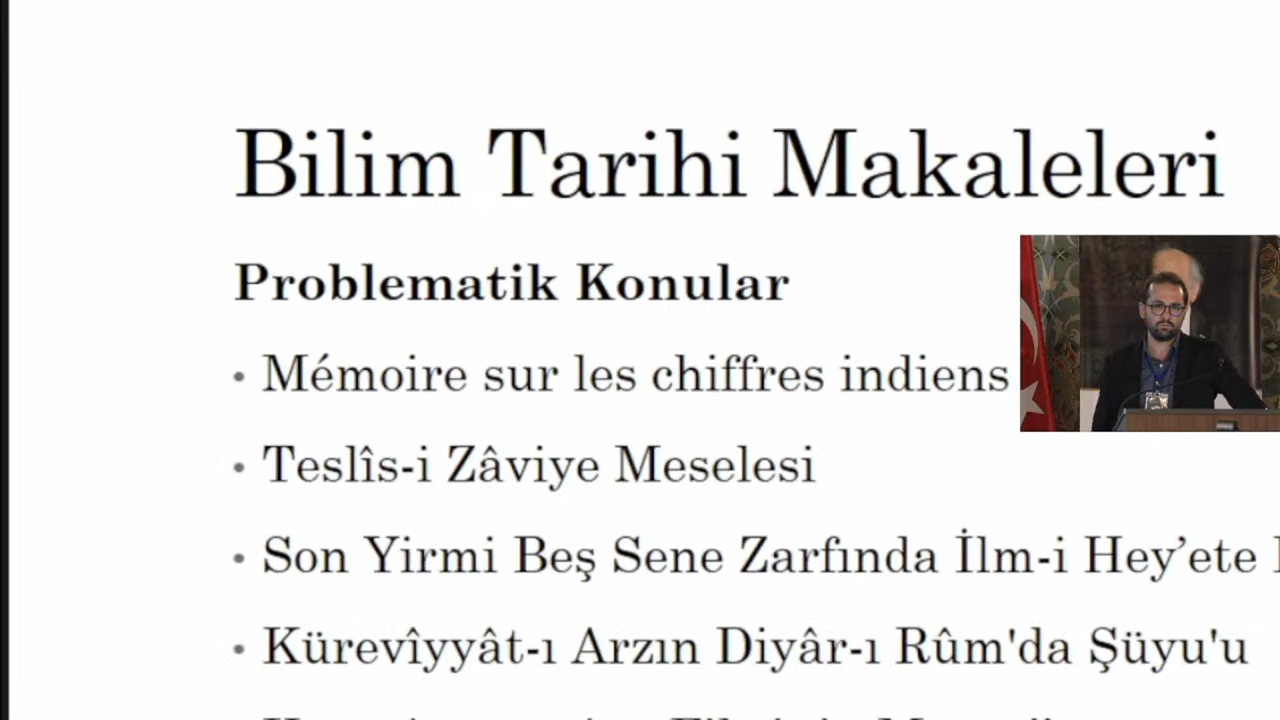 Bilim Tarihi Makaleleri
Problematik Konular
• Mémoire sur les chiffres indiens
• Teslîs-i Zâviye Meselesi
• Son Yirmi Beş Sene Zarfında İlm-i Hey’ete
• Kürevîyyât-ı Arzın Diyâr-ı Rûm'da Şüyu'u